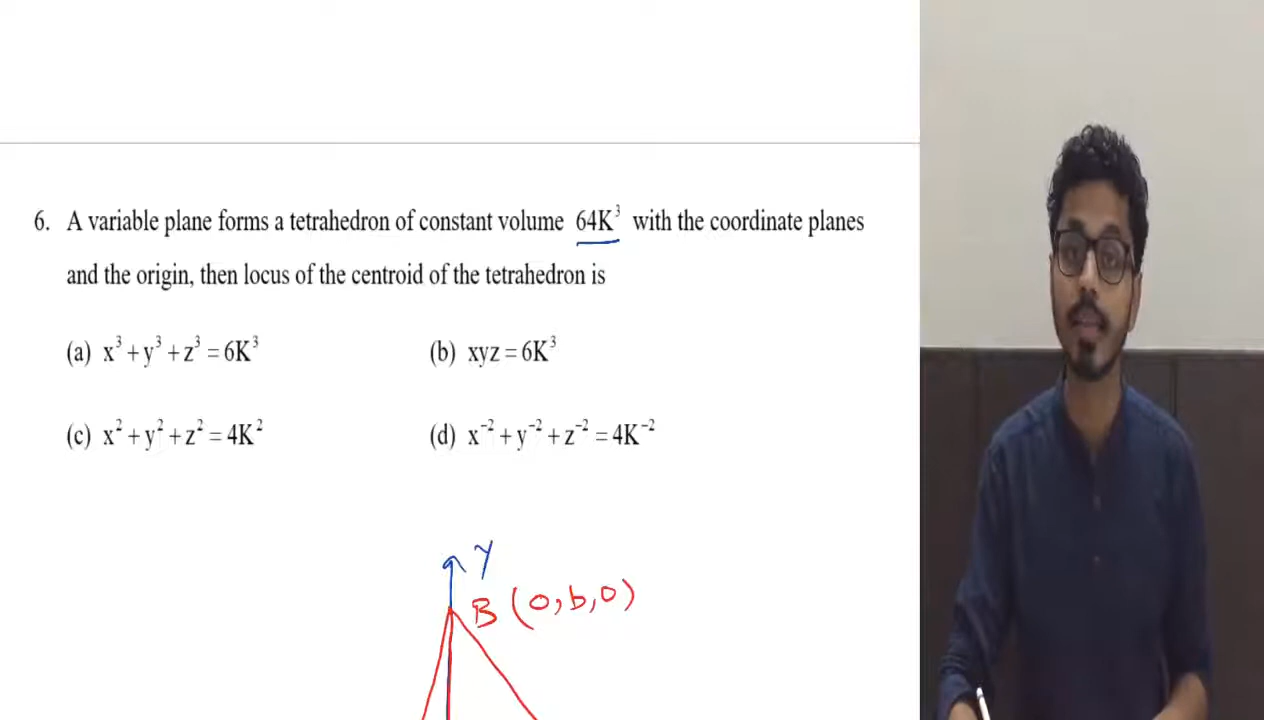 6. A variable plane forms a tetrahedron of constant volume 64K³ with the coordinate planes
and the origin, then locus of the centroid of the tetrahedron is
(a) x³ + y³ + z³ = 6K³ (b) xyz = 6K³
(c) x² + y² + z² = 4K² (d) x⁻² + y⁻² + z⁻² = 4K⁻²
y
B (0, b, 0)